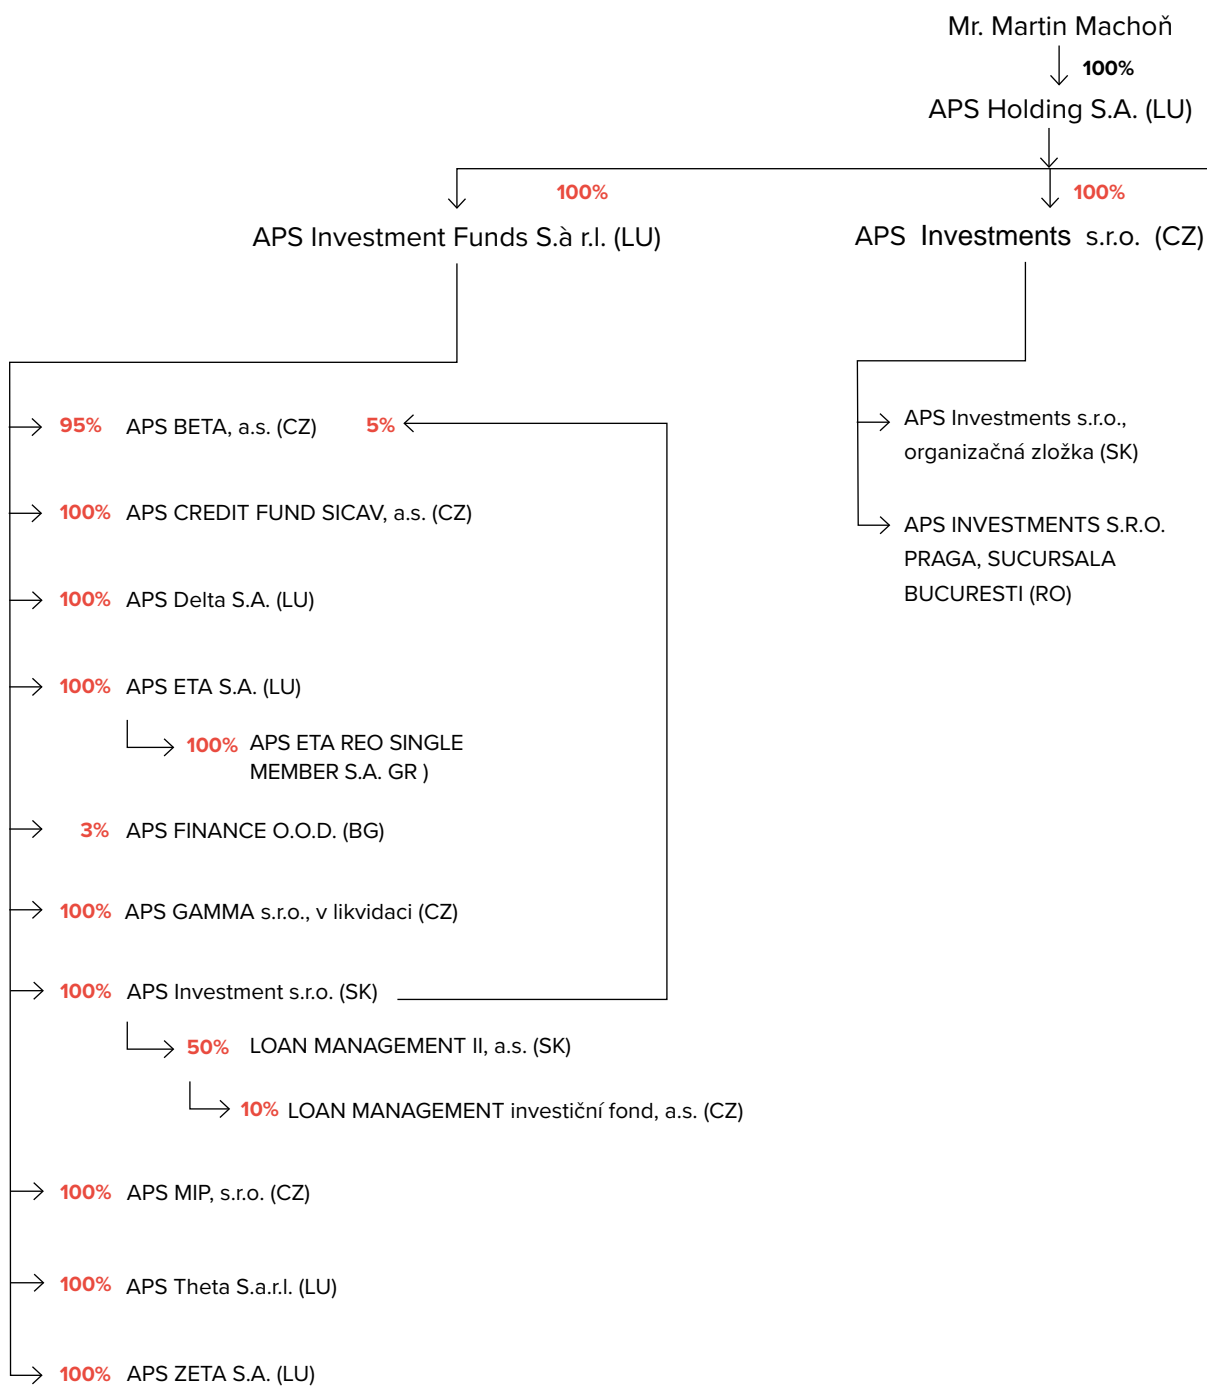 Mr. Martin Machoň
100%
APS Holding S.A. (LU)
100%
100%
APS Investment Funds S.à r.l. (LU)
APS Investments s.r.o. (CZ)
95% APS BETA, a.s. (CZ) 5%
100% APS CREDIT FUND SICAV, a.s. (CZ)
100% APS Delta S.A. (LU)
100% APS ETA S.A. (LU)
100% APS ETA REO SINGLE
MEMBER S.A. GR )
3% APS FINANCE O.O.D. (BG)
100% APS GAMMA s.r.o., v likvidaci (CZ)
100% APS Investment s.r.o. (SK)
50% LOAN MANAGEMENT II, a.s. (SK)
10% LOAN MANAGEMENT investiční fond, a.s. (CZ)
100% APS MIP, s.r.o. (CZ)
100% APS Theta S.a.r.l. (LU)
100% APS ZETA S.A. (LU)
APS Investments s.r.o.,
organizačná zložka (SK)
APS INVESTMENTS S.R.O.
PRAGA, SUCURSALA
BUCURESTI (RO)